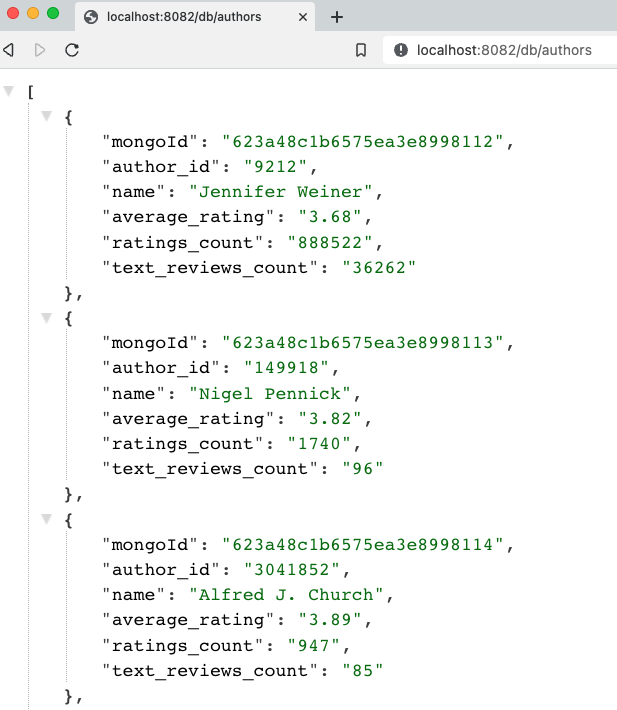 localhost:8082/db/authors
localhost:8082/db/authors
[
{
"mongoId": "623a48c1b6575ea3e8998112",
"author_id": "9212",
"name": "Jennifer Weiner",
"average_rating": "3.68",
"ratings_count": "888522",
"text_reviews_count": "36262"
},
{
"mongoId": "623a48c1b6575ea3e8998113",
"author_id": "149918",
"name": "Nigel Pennick",
"average_rating": "3.82",
"ratings_count": "1740",
"text_reviews_count": "96"
},
{
"mongoId": "623a48c1b6575ea3e8998114",
"author_id": "3041852",
"name": "Alfred J. Church",
"average_rating": "3.89",
"ratings_count": "947",
"text_reviews_count": "85"
},